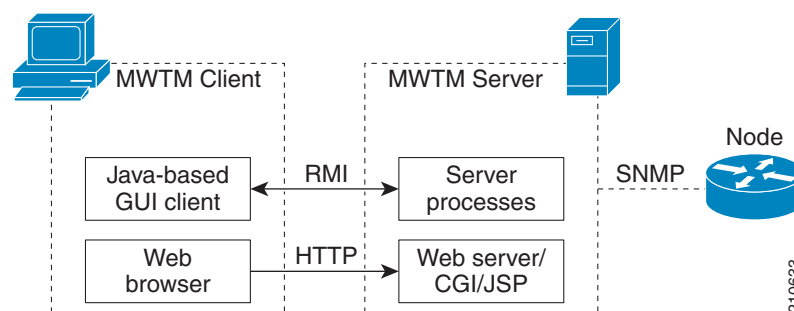 MWTM Client
MWTM Server
Node
Java-based
GUI client
RMI
Server
processes
SNMP
Web
browser
HTTP
Web server/
CGI/JSP